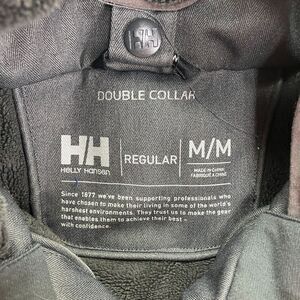 HH
DOUBLE COLLAR
HH
HELLY HANSEN
REGULAR
M/M
MADE IN CHINA
FABRIQUÉ A CHINE
Since 1877, we've been supporting professionals who
have chosen to make their living in some of the world's
harshest environments. They trust us to make the gear
that enables them to achieve their best –
with confidence.